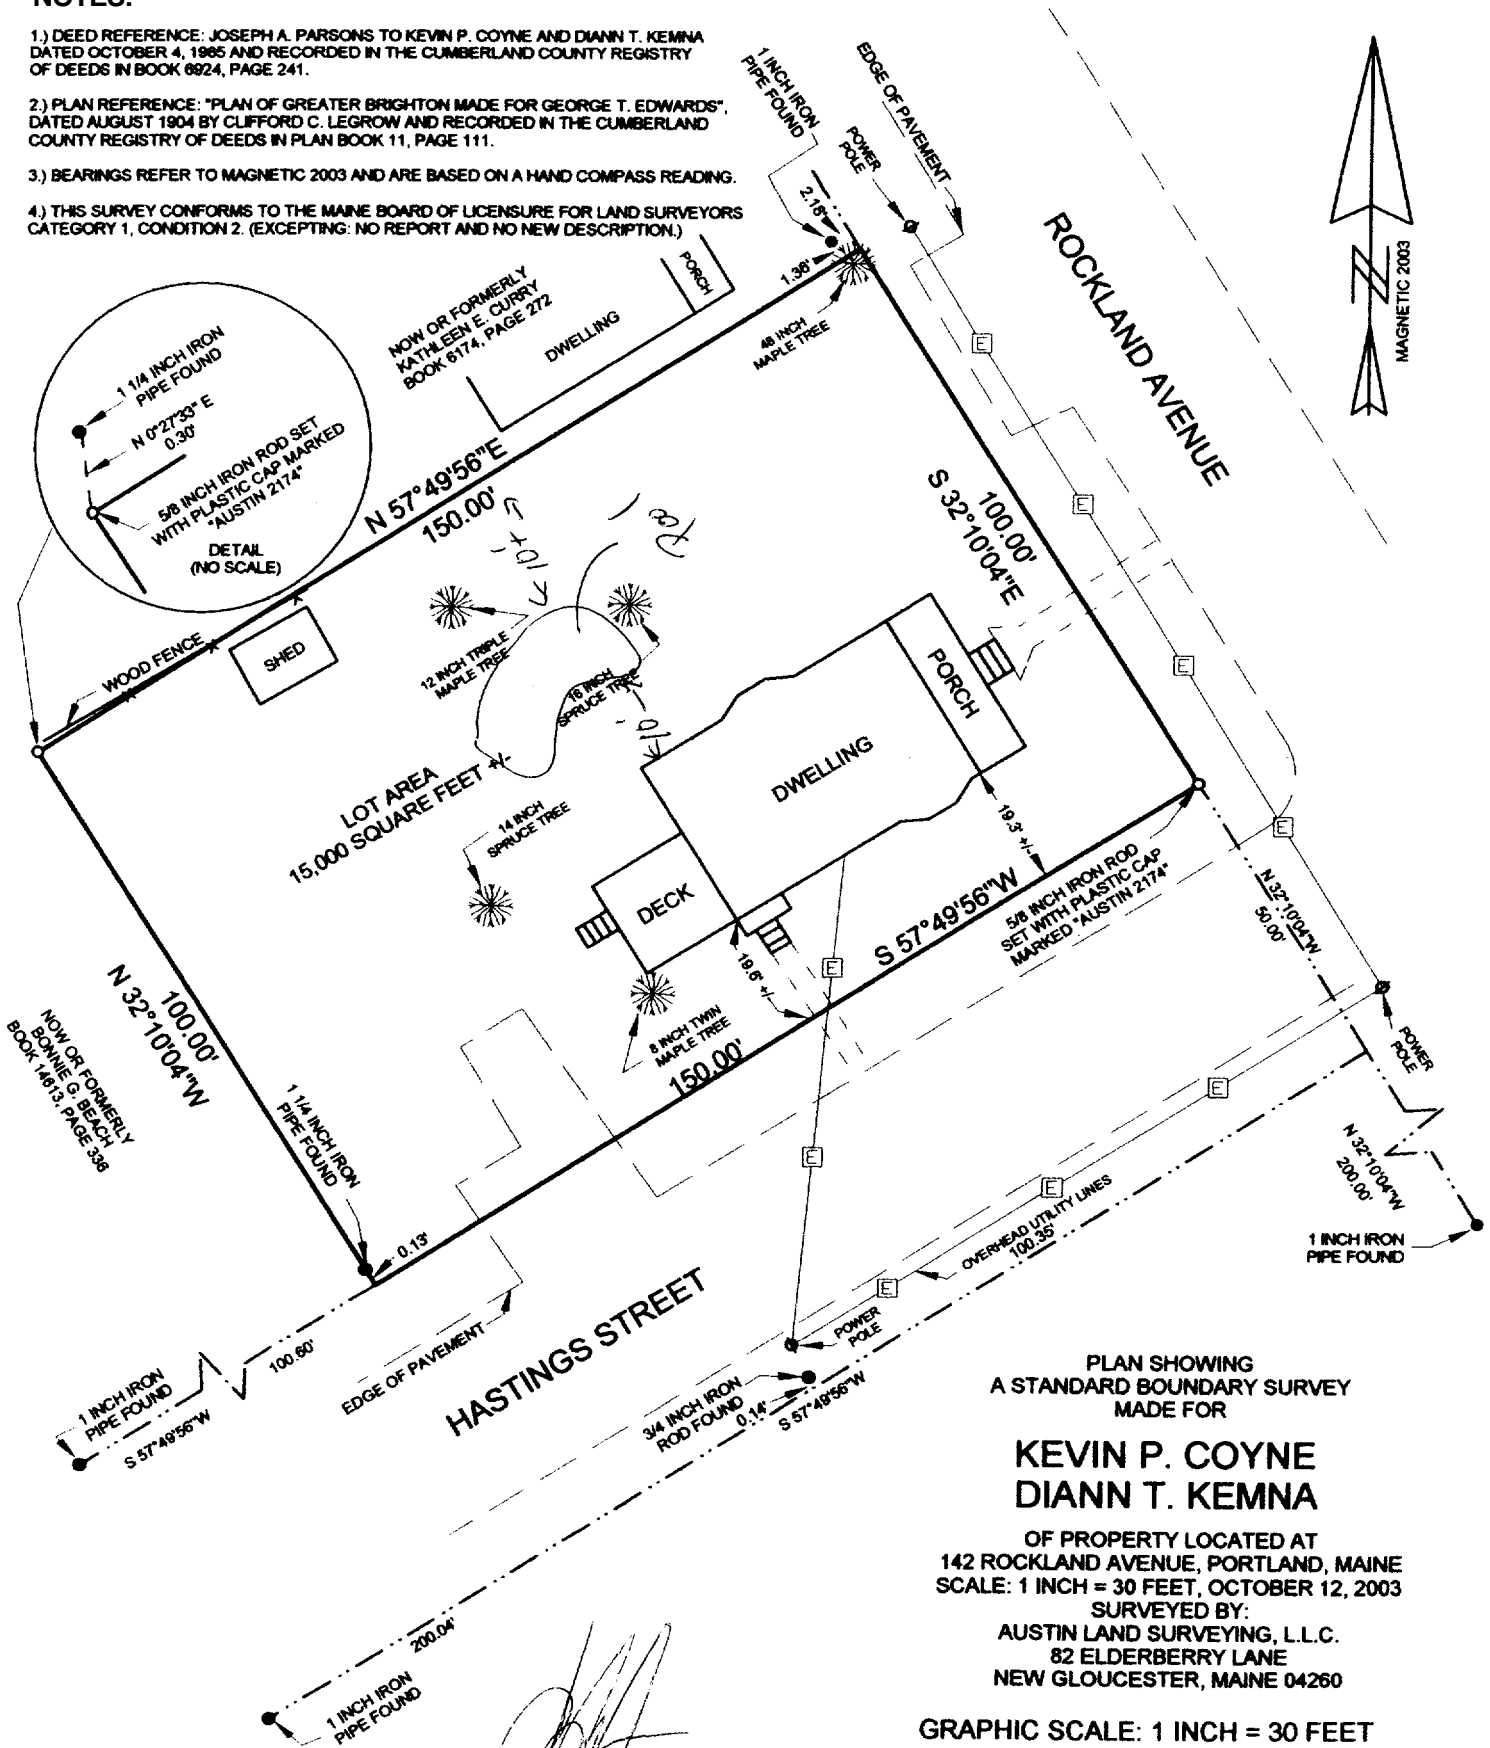 NOTES:
1.) DEED REFERENCE: JOSEPH A. PARSONS TO KEVIN P. COYNE AND DIANN T. KEMNA
DATED OCTOBER 4, 1985 AND RECORDED IN THE CUMBERLAND COUNTY REGISTRY
OF DEEDS IN BOOK 6924, PAGE 241.
2.) PLAN REFERENCE: "PLAN OF GREATER BRIGHTON MADE FOR GEORGE T. EDWARDS",
DATED AUGUST 1904 BY CLIFFORD C. LEGROW AND RECORDED IN THE CUMBERLAND
COUNTY REGISTRY OF DEEDS IN PLAN BOOK 11, PAGE 111.
3.) BEARINGS REFER TO MAGNETIC 2003 AND ARE BASED ON A HAND COMPASS READING.
4.) THIS SURVEY CONFORMS TO THE MAINE BOARD OF LICENSURE FOR LAND SURVEYORS
CATEGORY 1, CONDITION 2. (EXCEPTING: NO REPORT AND NO NEW DESCRIPTION.)
1 INCH IRON
PIPE FOUND
EDGE OF PAVEMENT
POWER
POLE
2.18'
1.36'
ROCKLAND AVENUE
N
MAGNETIC 2003
PORCH
NOW OR FORMERLY
KATHLEEN E. CURRY
BOOK 6174, PAGE 272
DWELLING
48 INCH
MAPLE TREE
1 1/4 INCH IRON
PIPE FOUND
N 0°27'33" E
0.30'
5/8 INCH IRON ROD SET
WITH PLASTIC CAP MARKED
"AUSTIN 2174"
DETAIL
(NO SCALE)
N 57°49'56"E
150.00'
10+'
Pool
E
E
E
E
100.00'
S 32°10'04"E
WOOD FENCE
SHED
12 INCH TRIPLE
MAPLE TREE
16 INCH
SPRUCE TREE
10'
PORCH
DWELLING
LOT AREA
15,000 SQUARE FEET +/-
14 INCH
SPRUCE TREE
DECK
19.3' +/-
19.6' +/-
5/8 INCH IRON ROD
SET WITH PLASTIC CAP
MARKED "AUSTIN 2174"
S 57°49'56"W
150.00'
8 INCH TWIN
MAPLE TREE
E
E
N 32°10'04"W
50.00'
POWER
POLE
100.00'
N 32°10'04"W
NOW OR FORMERLY
BONNIE G. BEACH
BOOK 14613, PAGE 336
1 1/4 INCH IRON
PIPE FOUND
0.13'
N 32°10'04"W
200.00'
1 INCH IRON
PIPE FOUND
E
E
E
OVERHEAD UTILITY LINES
100.35'
HASTINGS STREET
EDGE OF PAVEMENT
100.60'
1 INCH IRON
PIPE FOUND
S 57°49'56"W
POWER
POLE
3/4 INCH IRON
ROD FOUND
0.14'
S 57°49'56"W
200.04'
1 INCH IRON
PIPE FOUND
PLAN SHOWING
A STANDARD BOUNDARY SURVEY
MADE FOR
KEVIN P. COYNE
DIANN T. KEMNA
OF PROPERTY LOCATED AT
142 ROCKLAND AVENUE, PORTLAND, MAINE
SCALE: 1 INCH = 30 FEET, OCTOBER 12, 2003
SURVEYED BY:
AUSTIN LAND SURVEYING, L.L.C.
82 ELDERBERRY LANE
NEW GLOUCESTER, MAINE 04260
GRAPHIC SCALE: 1 INCH = 30 FEET